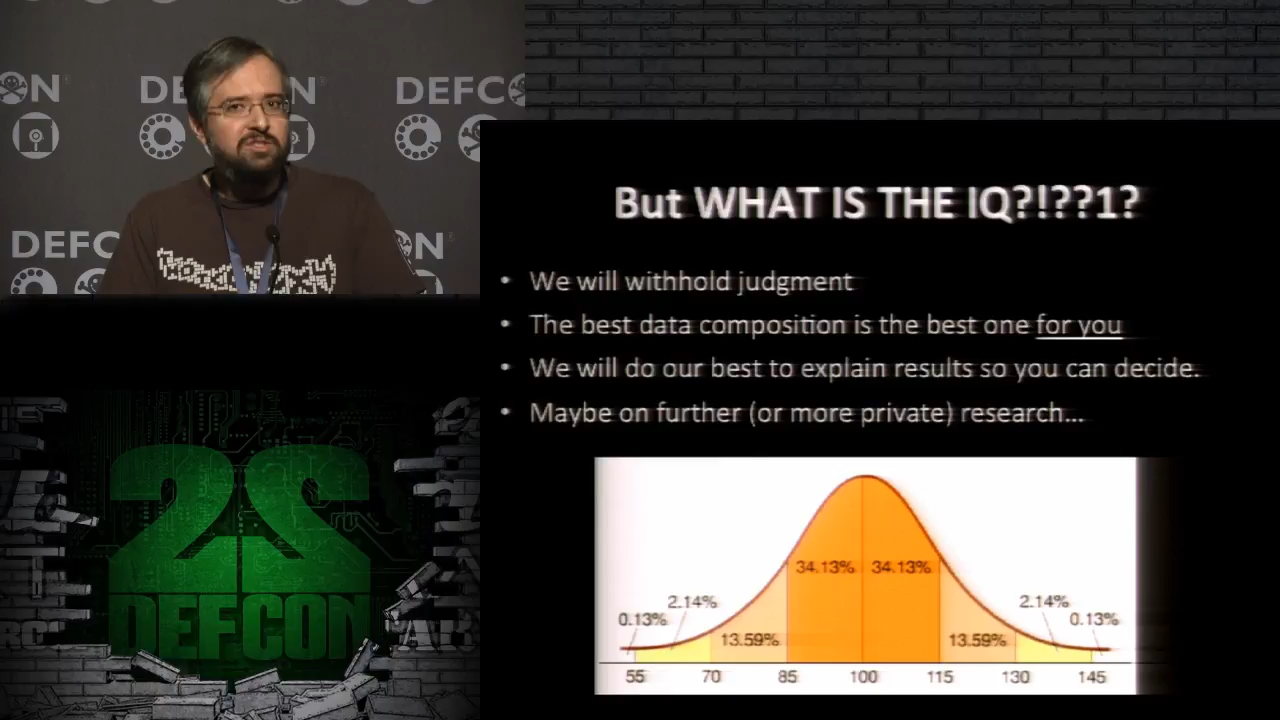 DEFCON
But WHAT IS THE IQ?!??1?
• We will withhold judgment
• The best data composition is the best one for you
• We will do our best to explain results so you can decide.
• Maybe on further (or more private) research…
34.13% 34.13%
2.14% 2.14%
0.13% 0.13%
13.59% 13.59%
55 70 85 100 115 130 145
22
DEFCON